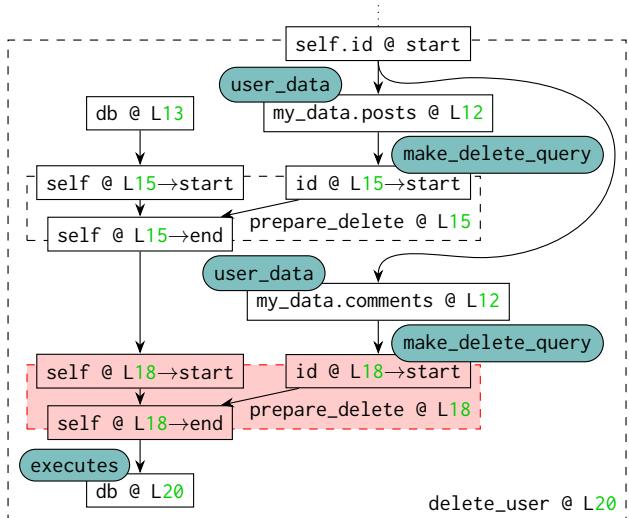 self.id @ start
user_data
my_data.posts @ L12
db @ L13
make_delete_query
self @ L15→start
id @ L15→start
prepare_delete @ L15
self @ L15→end
user_data
my_data.comments @ L12
make_delete_query
self @ L18→start
id @ L18→start
prepare_delete @ L18
self @ L18→end
executes
db @ L20
delete_user @ L20